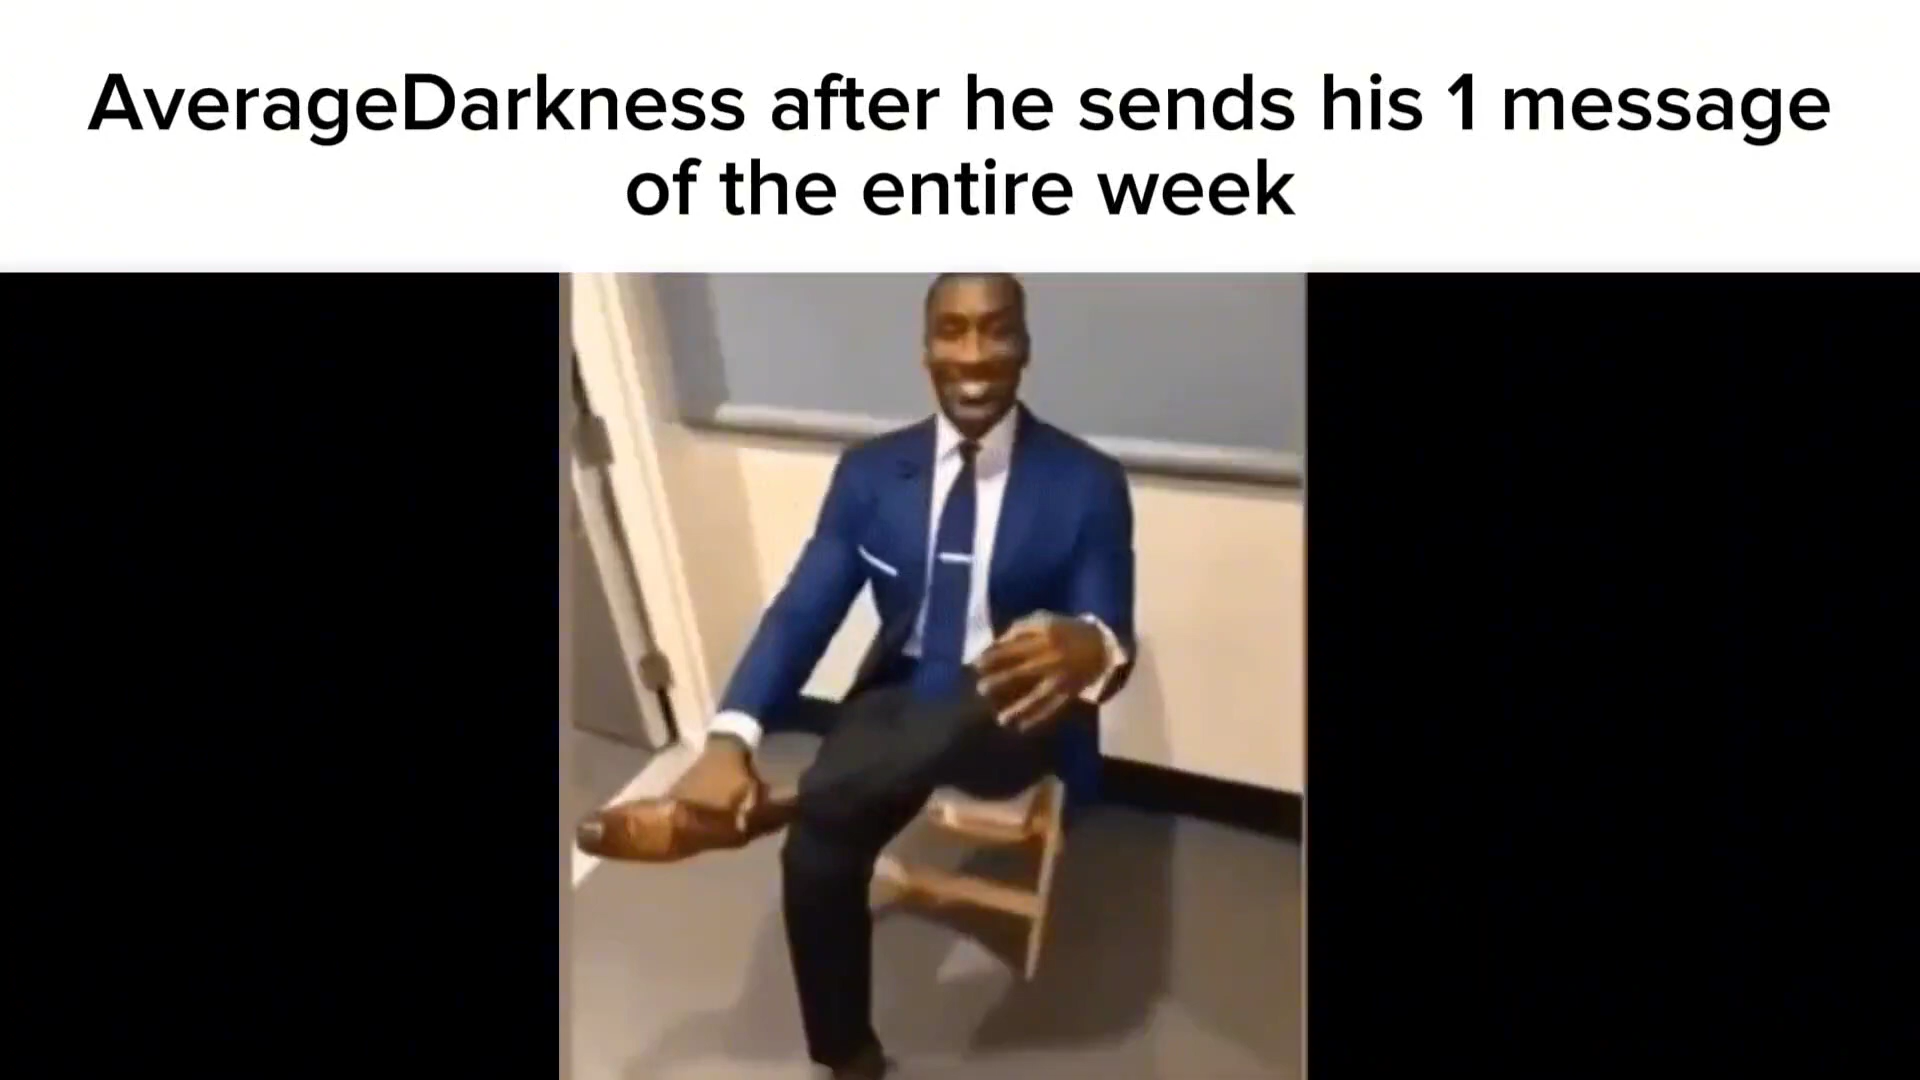 AverageDarkness after he sends his 1 message
of the entire week